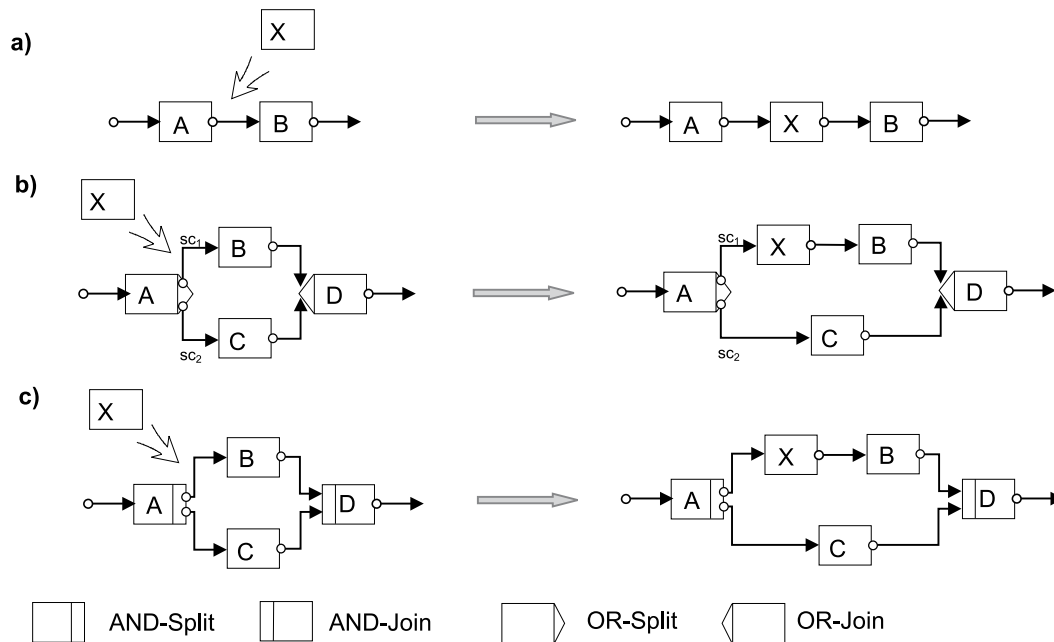 a)
X
A B
A X B
b)
X
sc1
B
A D
C
sc2
sc1
X B
A D
C
sc2
c)
X
B
A D
C
X B
A D
C
AND-Split AND-Join OR-Split OR-Join